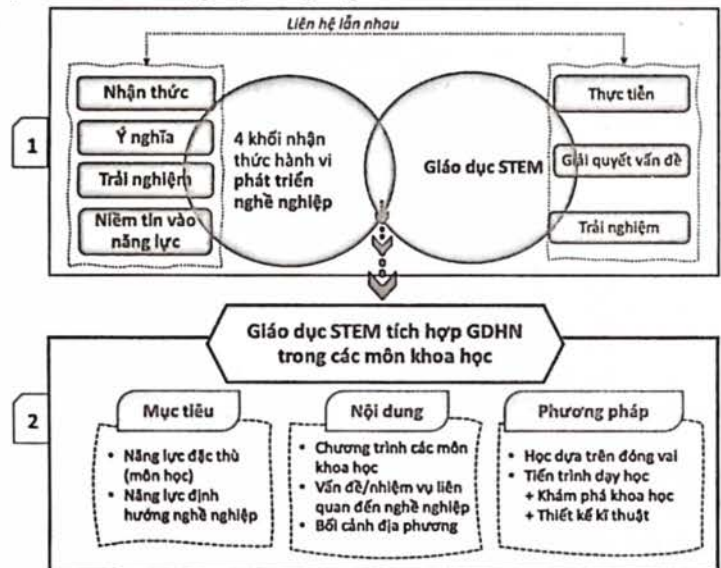 Liên hệ lẫn nhau
1
Nhận thức
Ý nghĩa
Trải nghiệm
Niềm tin vào
năng lực
4 khối nhận
thức hành vi
phát triển
nghề nghiệp
Giáo dục STEM
Thực tiễn
Giải quyết vấn đề
Trải nghiệm
Giáo dục STEM tích hợp GDHN
trong các môn khoa học
2
Mục tiêu
• Năng lực đặc thù
(môn học)
• Năng lực định
hướng nghề nghiệp
Nội dung
• Chương trình các môn
khoa học
• Vấn đề/nhiệm vụ liên
quan đến nghề nghiệp
• Bối cảnh địa phương
Phương pháp
• Học dựa trên đóng vai
• Tiến trình dạy học
+ Khám phá khoa học
+ Thiết kế kĩ thuật